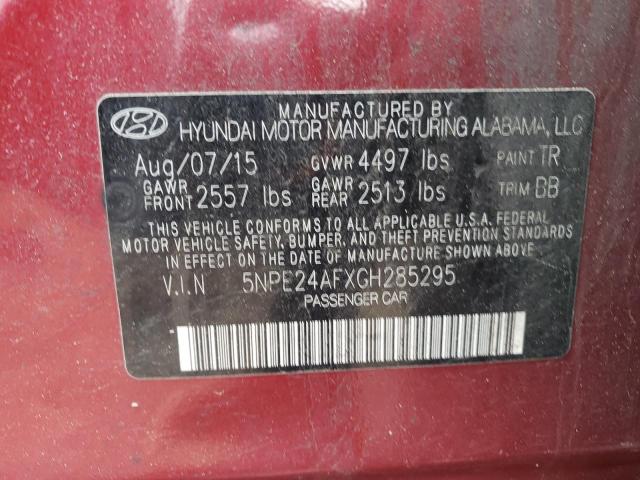 MANUFACTURED BY
HYUNDAI MOTOR MANUFACTURING ALABAMA, LLC
Aug/07/15 GVWR 4497 lbs PAINT TR
GAWR FRONT 2557 lbs GAWR REAR 2513 lbs TRIM BB
THIS VEHICLE CONFORMS TO ALL APPLICABLE U.S.A. FEDERAL
MOTOR VEHICLE SAFETY, BUMPER, AND THEFT PREVENTION
STANDARDS IN EFFECT ON THE DATE OF MANUFACTURE SHOWN ABOVE.
V.I.N 5NPE24AFXGH285295
PASSENGER CAR